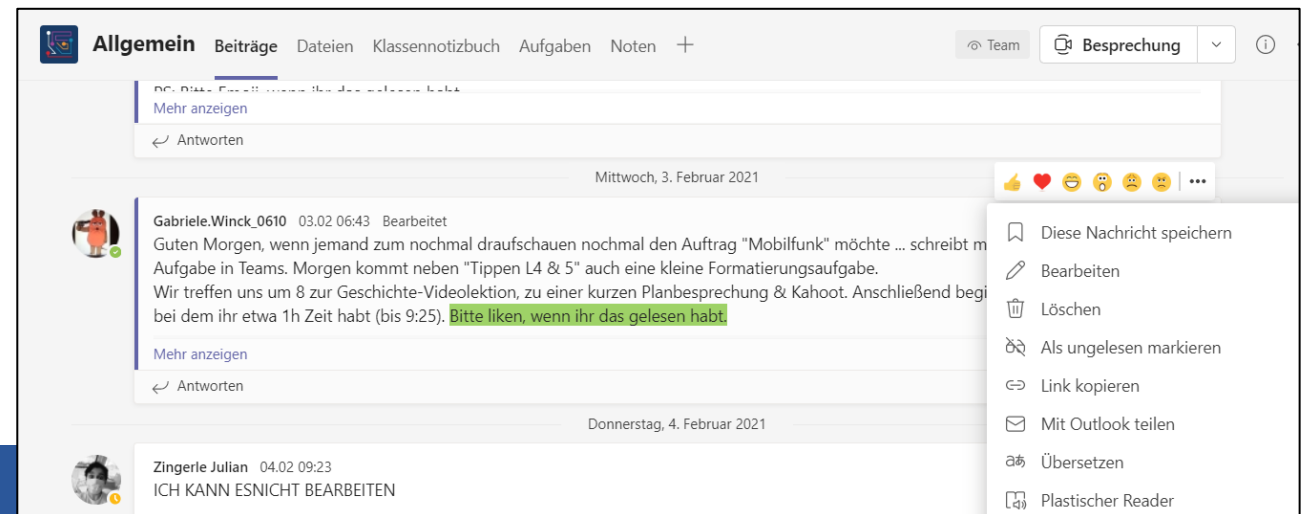 Allgemein Beiträge Dateien Klassennotizbuch Aufgaben Noten Team Besprechung
Mehr anzeigen
Antworten
Mittwoch, 3. Februar 2021
Gabriele.Winck_0610 03.02 06:43 Bearbeitet
Guten Morgen, wenn jemand zum nochmal draufschauen nochmal den Auftrag "Mobilfunk" möchte ... schreibt
Aufgabe in Teams. Morgen kommt neben "Tippen L4 & 5" auch eine kleine Formatierungsaufgabe.
Wir treffen uns um 8 zur Geschichte-Videolektion, zu einer kurzen Planbesprechung & Kahoot. Anschließend
bei dem ihr etwa 1h Zeit habt (bis 9:25). Bitte liken, wenn ihr das gelesen habt.
Mehr anzeigen
Antworten
Diese Nachricht speichern
Bearbeiten
Löschen
Als ungelesen markieren
Link kopieren
Mit Outlook teilen
Übersetzen
Plastischer Reader
Donnerstag, 4. Februar 2021
Zingerle Julian 04.02 09:23
ICH KANN ESNICHT BEARBEITEN